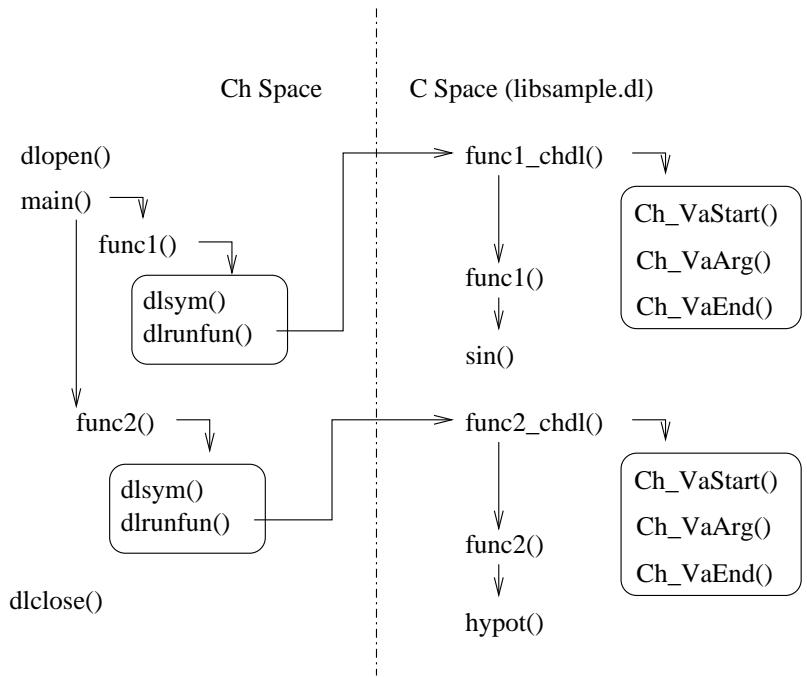 Ch Space
C Space (libsample.dl)
dlopen()
main()
func1()
dlsym()
dlrunfun()
func2()
dlsym()
dlrunfun()
dlclose()
func1_chdl()
Ch_VaStart()
Ch_VaArg()
Ch_VaEnd()
func1()
sin()
func2_chdl()
Ch_VaStart()
Ch_VaArg()
Ch_VaEnd()
func2()
hypot()